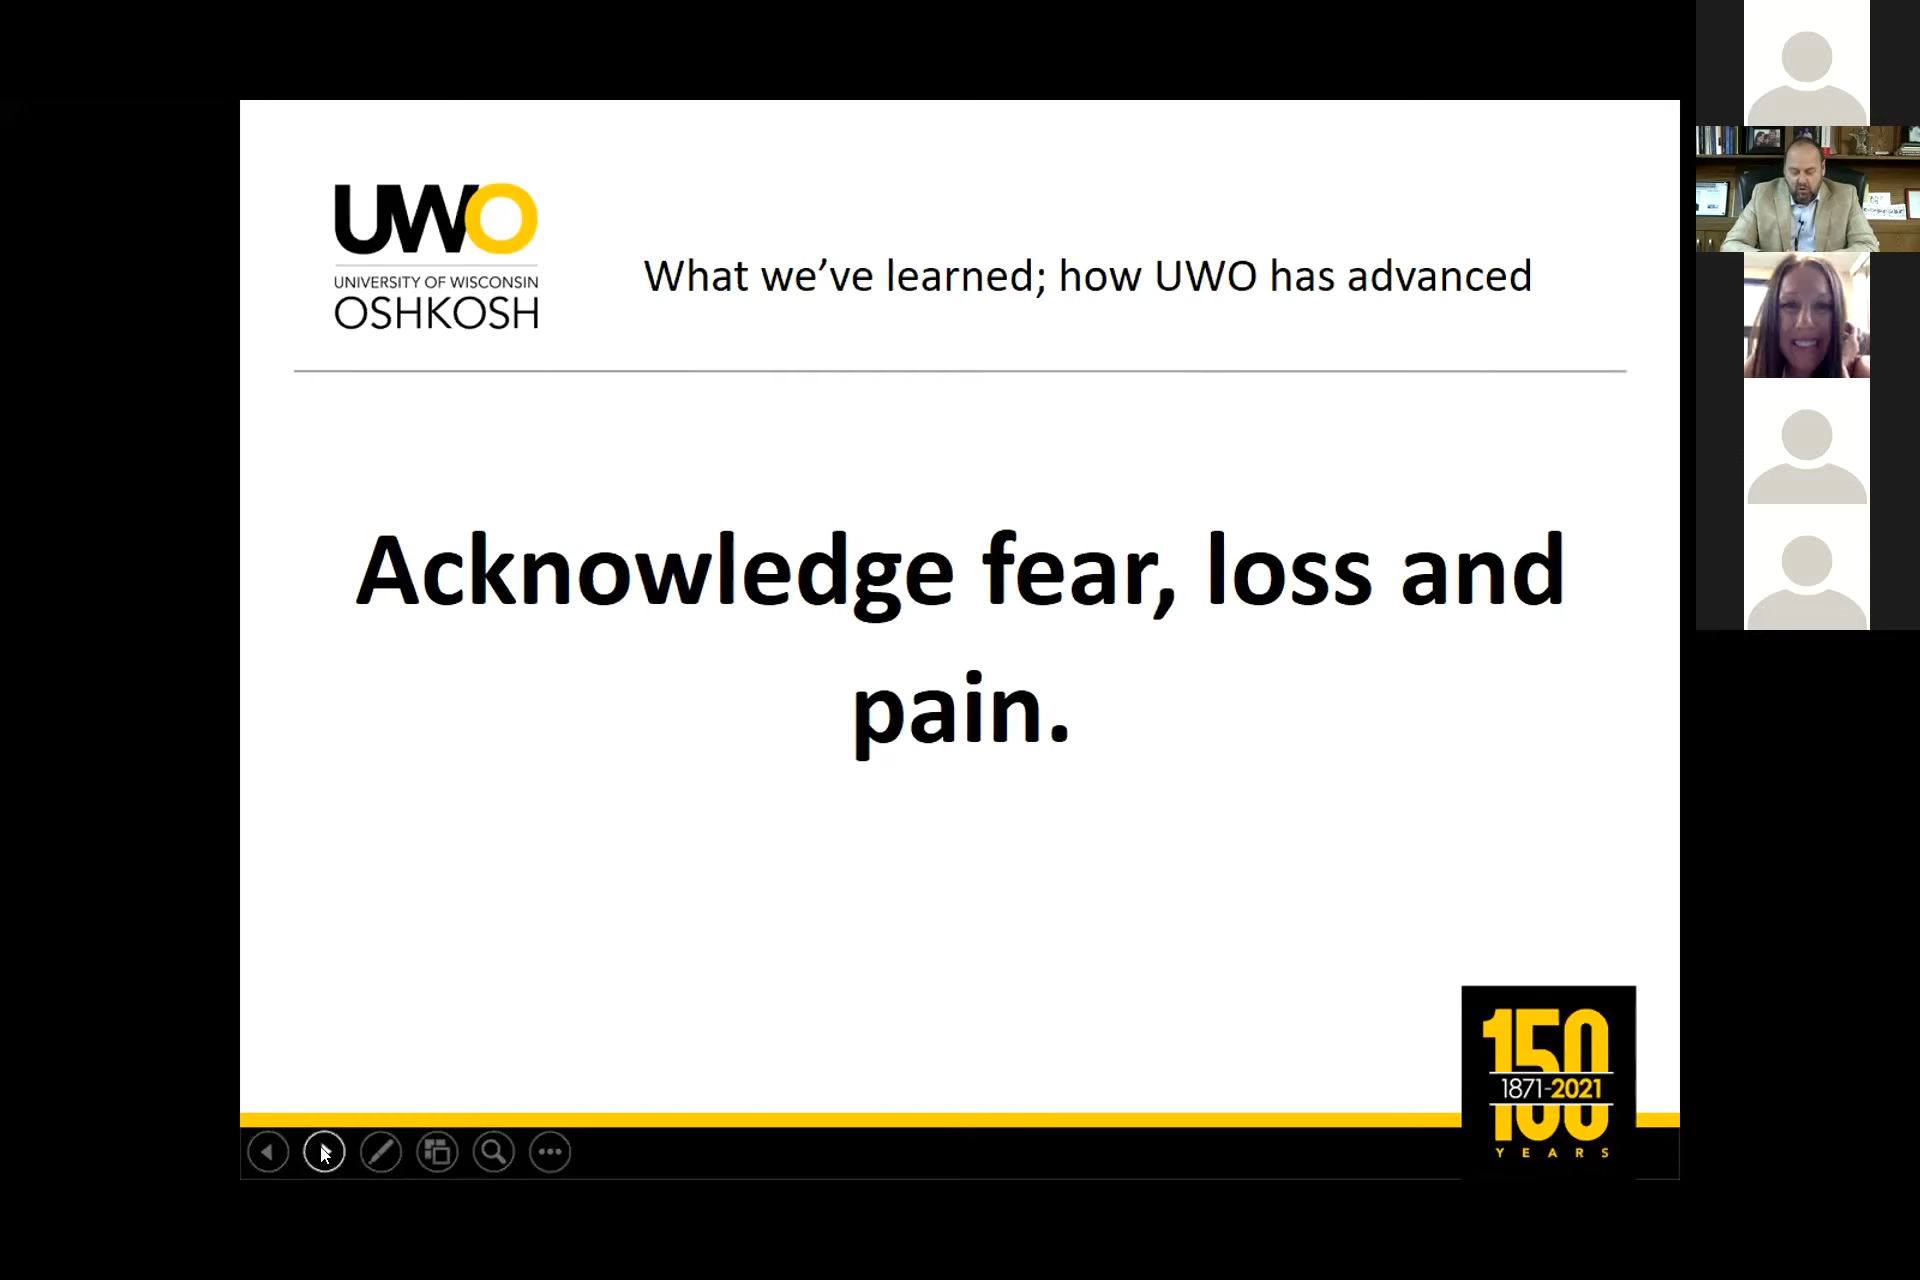 UWO
UNIVERSITY OF WISCONSIN
OSHKOSH
What we’ve learned; how UWO has advanced
Acknowledge fear, loss and
pain.
150
1871-2021
YEARS